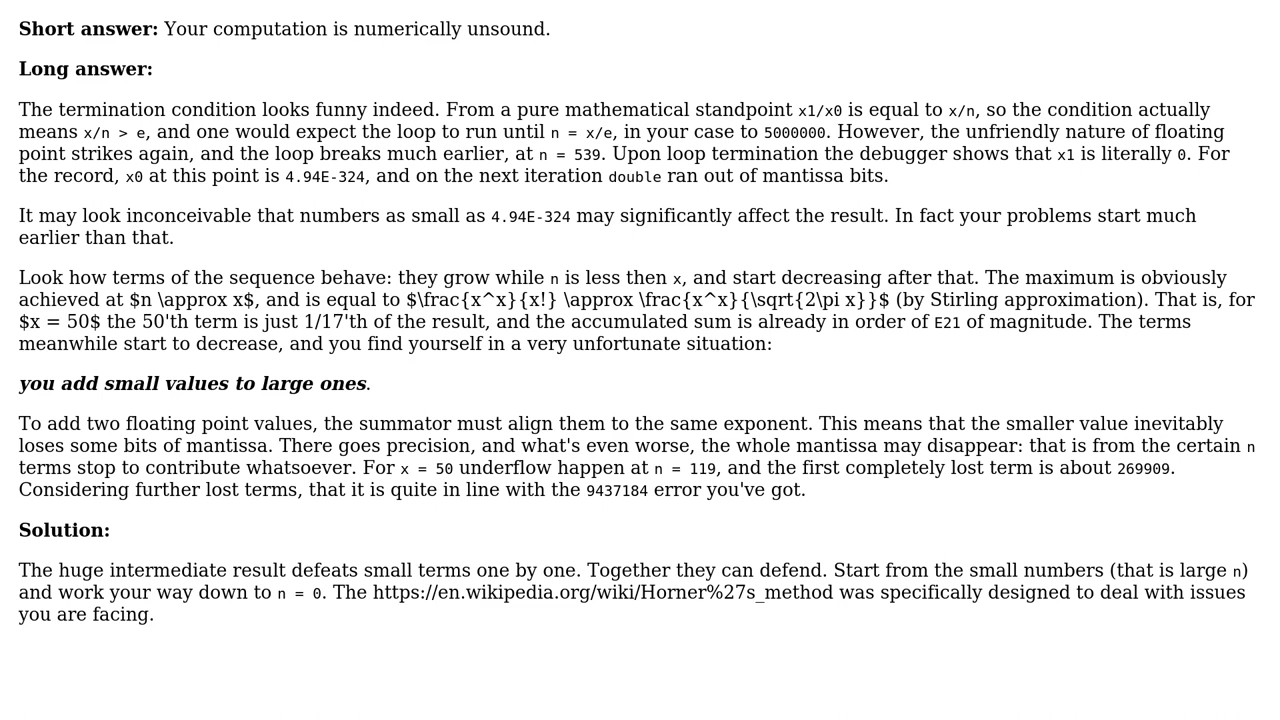 Short answer: Your computation is numerically unsound.
Long answer:
The termination condition looks funny indeed. From a pure mathematical standpoint x1/x0 is equal to x/n, so the condition actually
means x/n > e, and one would expect the loop to run until n = x/e, in your case to 5000000. However, the unfriendly nature of floating
point strikes again, and the loop breaks much earlier, at n = 539. Upon loop termination the debugger shows that x1 is literally 0. For
the record, x0 at this point is 4.94E-324, and on the next iteration double ran out of mantissa bits.
It may look inconceivable that numbers as small as 4.94E-324 may significantly affect the result. In fact your problems start much
earlier than that.
Look how terms of the sequence behave: they grow while n is less then x, and start decreasing after that. The maximum is obviously
achieved at $n \approx x$, and is equal to $\frac{x^x}{x!} \approx \frac{x^x}{\sqrt{2\pi x}}$ (by Stirling approximation). That is, for
$x = 50$ the 50'th term is just 1/17'th of the result, and the accumulated sum is already in order of E21 of magnitude. The terms
meanwhile start to decrease, and you find yourself in a very unfortunate situation:
you add small values to large ones.
To add two floating point values, the summator must align them to the same exponent. This means that the smaller value inevitably
loses some bits of mantissa. There goes precision, and what's even worse, the whole mantissa may disappear: that is from the certain n
terms stop to contribute whatsoever. For x = 50 underflow happen at n = 119, and the first completely lost term is about 269909.
Considering further lost terms, that it is quite in line with the 9437184 error you've got.
Solution:
The huge intermediate result defeats small terms one by one. Together they can defend. Start from the small numbers (that is large n)
and work your way down to n = 0. The https://en.wikipedia.org/wiki/Horner%27s_method was specifically designed to deal with issues
you are facing.